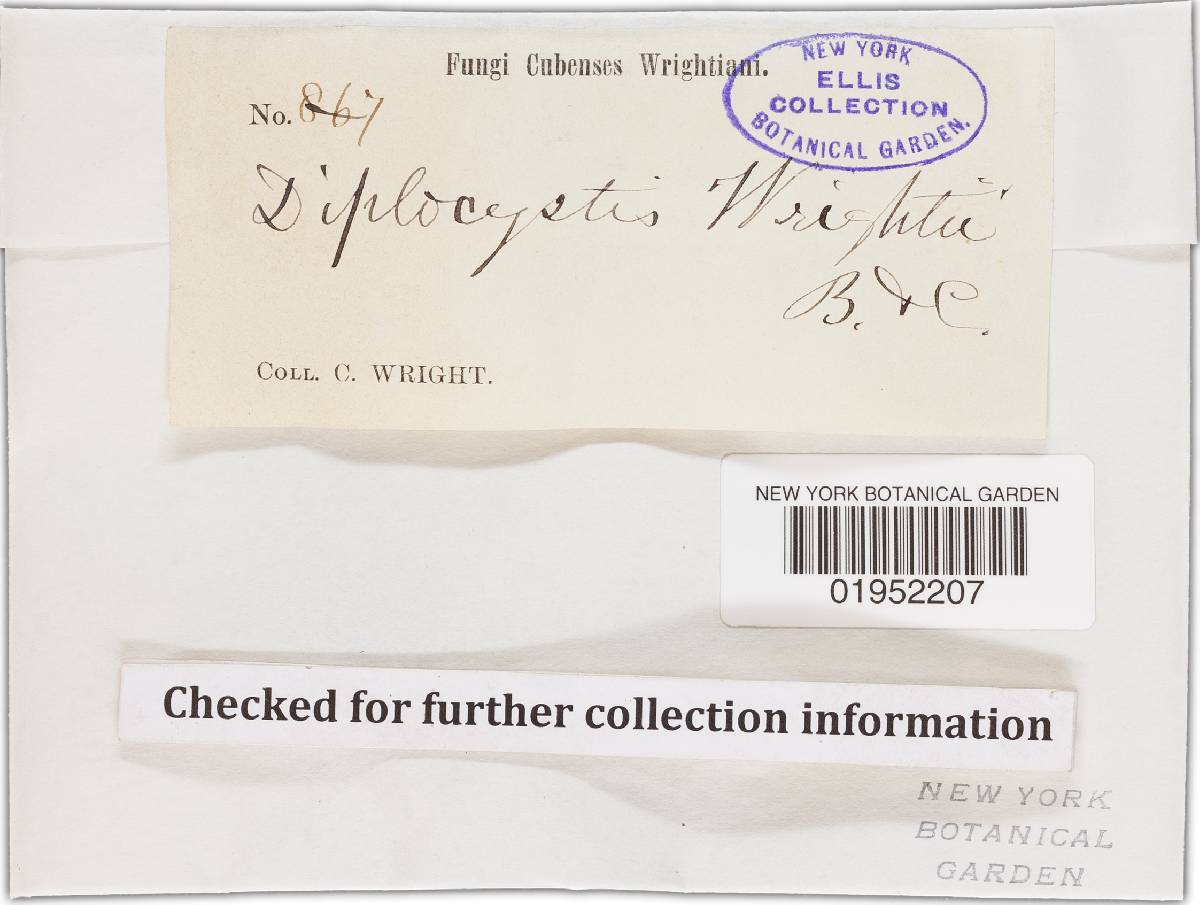 Fungi Cubenses Wrightiani.
NEW YORK
ELLIS
COLLECTION
BOTANICAL GARDEN.
No. 867
Diplocystis Wrightii
B. & C.
COLL. C. WRIGHT.
NEW YORK BOTANICAL GARDEN
01952207
Checked for further collection information
NEW YORK
BOTANICAL
GARDEN